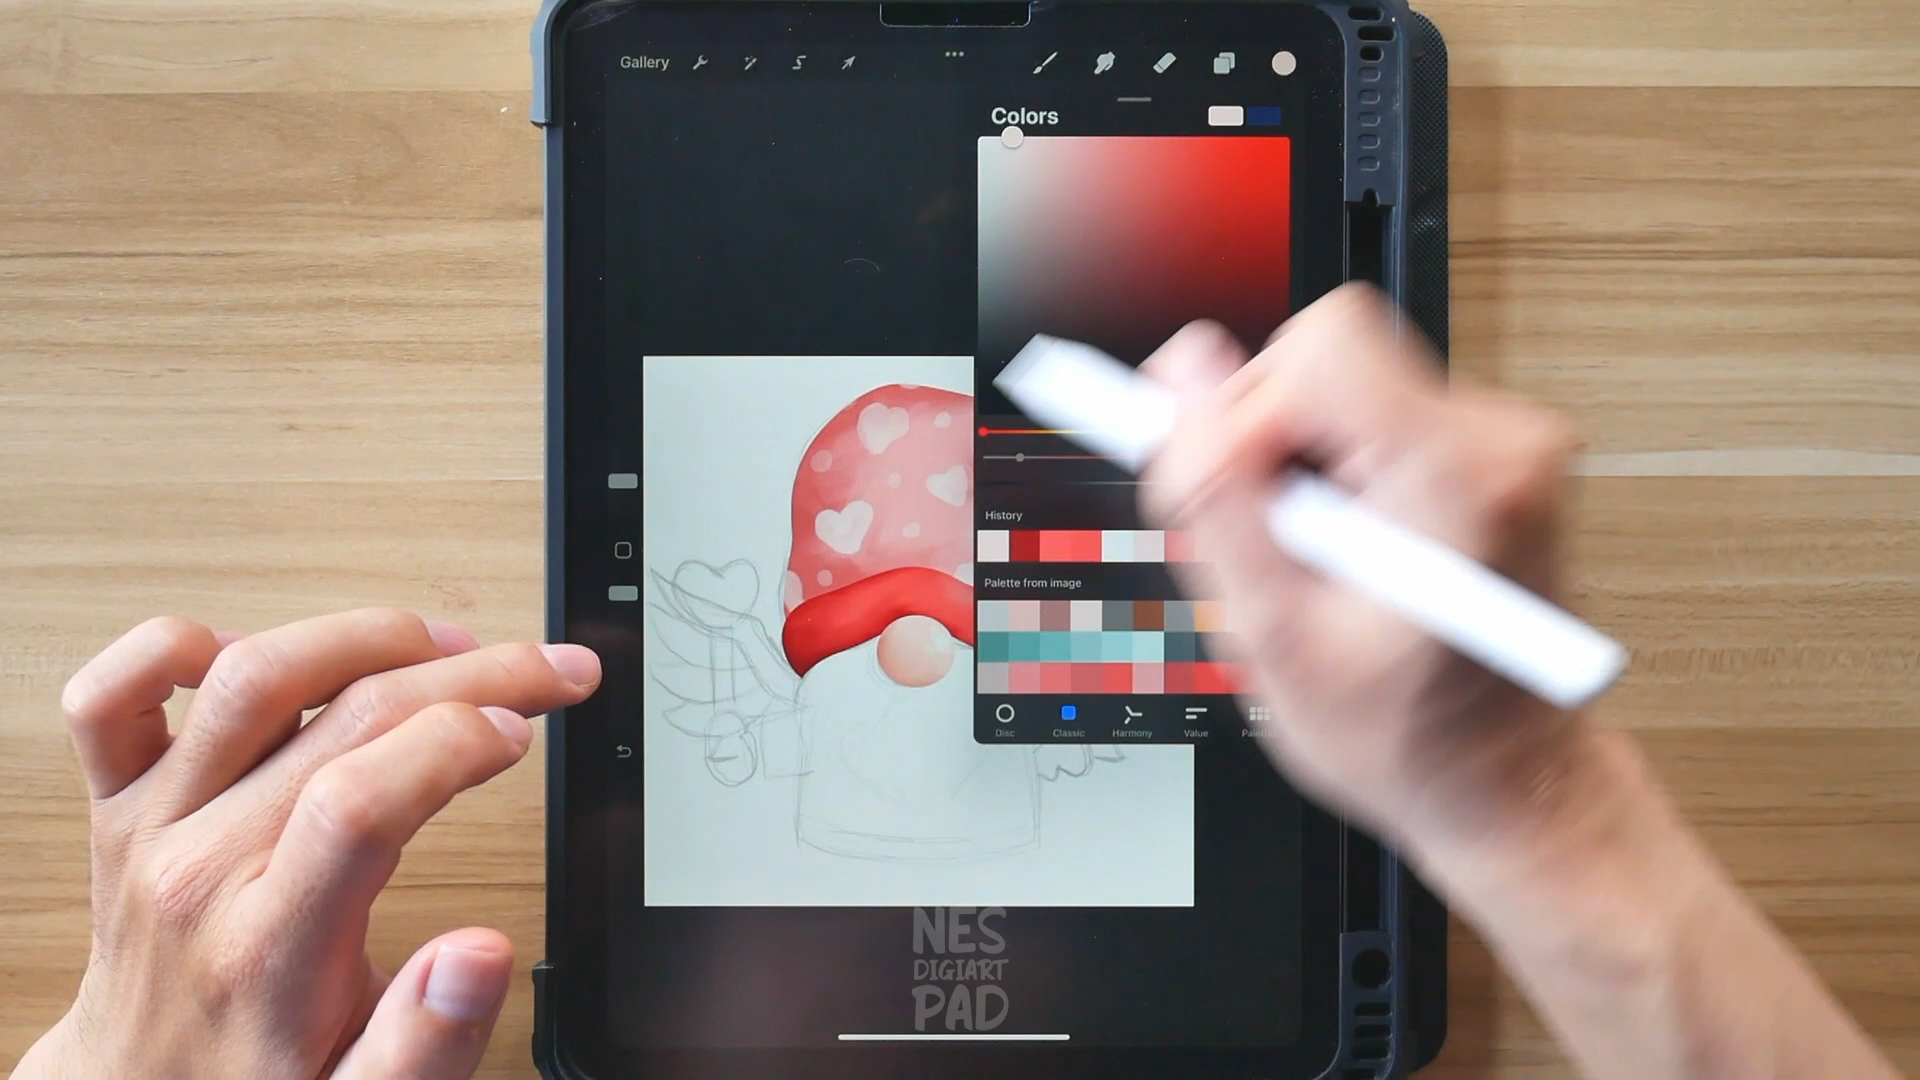 Gallery
Colors
History
Palette from image
Disc
Classic
Harmony
Value
NES
DIGIART
PAD